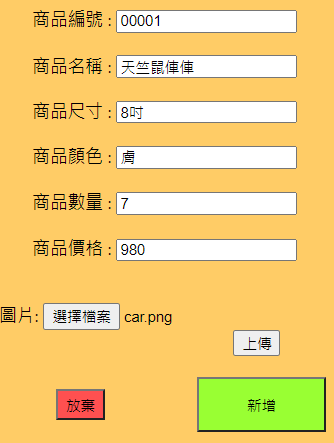 商品編號 : 00001
商品名稱 : 天竺鼠俥俥
商品尺寸 : 8吋
商品顏色 : 膚
商品數量 : 7
商品價格 : 980
圖片: 選擇檔案 car.png
上傳
放棄 新增